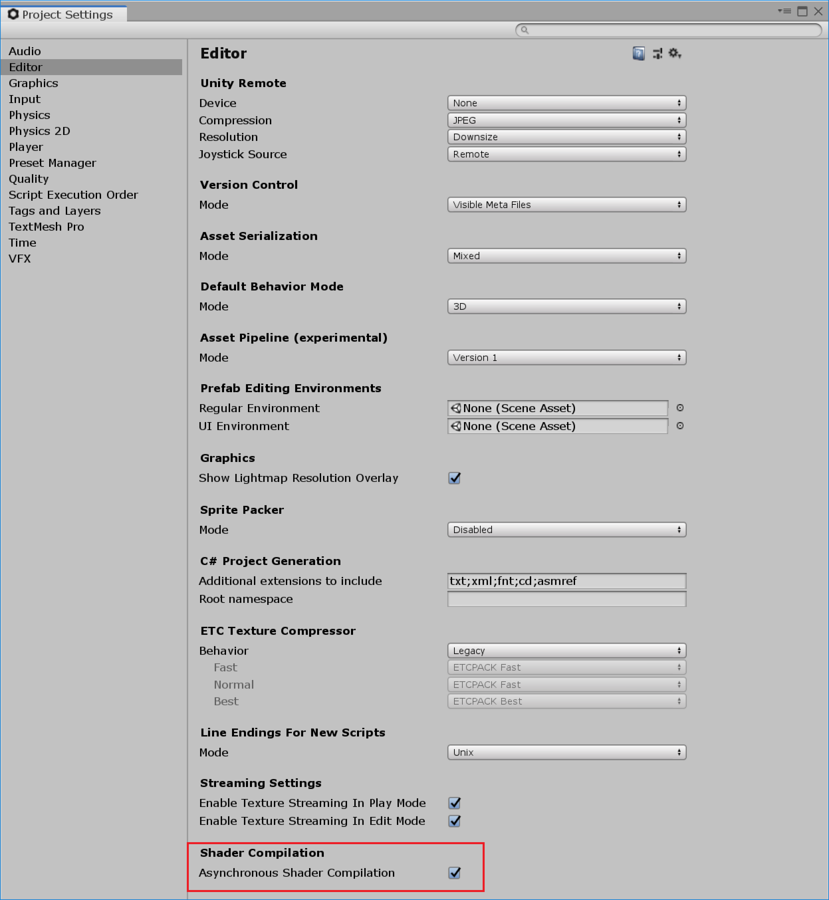 Project Settings
Audio
Editor
Graphics
Input
Physics
Physics 2D
Player
Preset Manager
Quality
Script Execution Order
Tags and Layers
TextMesh Pro
Time
VFX
Editor
Unity Remote
Device None
Compression JPEG
Resolution Downsize
Joystick Source Remote
Version Control
Mode Visible Meta Files
Asset Serialization
Mode Mixed
Default Behavior Mode
Mode 3D
Asset Pipeline (experimental)
Mode Version 1
Prefab Editing Environments
Regular Environment None (Scene Asset)
UI Environment None (Scene Asset)
Graphics
Show Lightmap Resolution Overlay
Sprite Packer
Mode Disabled
C# Project Generation
Additional extensions to include txt;xml;fnt;cd;asmref
Root namespace
ETC Texture Compressor
Behavior Legacy
Fast ETCPACK Fast
Normal ETCPACK Fast
Best ETCPACK Best
Line Endings For New Scripts
Mode Unix
Streaming Settings
Enable Texture Streaming In Play Mode
Enable Texture Streaming In Edit Mode
Shader Compilation
Asynchronous Shader Compilation